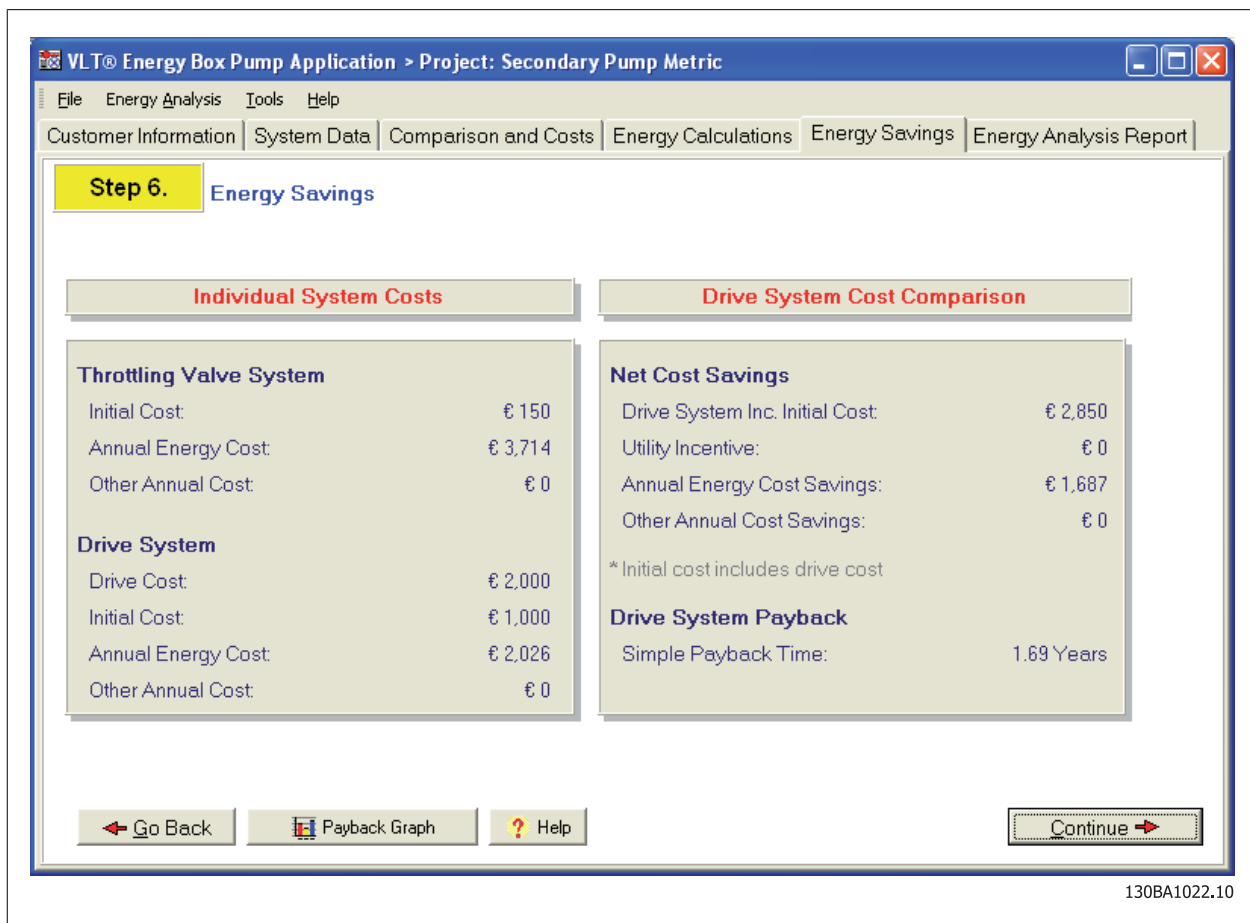 VLT® Energy Box Pump Application > Project: Secondary Pump Metric
File Energy Analysis Tools Help
Customer Information System Data Comparison and Costs Energy Calculations Energy Savings Energy Analysis Report
Step 6. Energy Savings
Individual System Costs
Throttling Valve System
Initial Cost: € 150
Annual Energy Cost: € 3,714
Other Annual Cost: € 0
Drive System
Drive Cost: € 2,000
Initial Cost: € 1,000
Annual Energy Cost: € 2,026
Other Annual Cost: € 0
Drive System Cost Comparison
Net Cost Savings
Drive System Inc. Initial Cost: € 2,850
Utility Incentive: € 0
Annual Energy Cost Savings: € 1,687
Other Annual Cost Savings: € 0
* Initial cost includes drive cost
Drive System Payback
Simple Payback Time: 1.69 Years
Go Back Payback Graph ? Help Continue
130BA1022.10